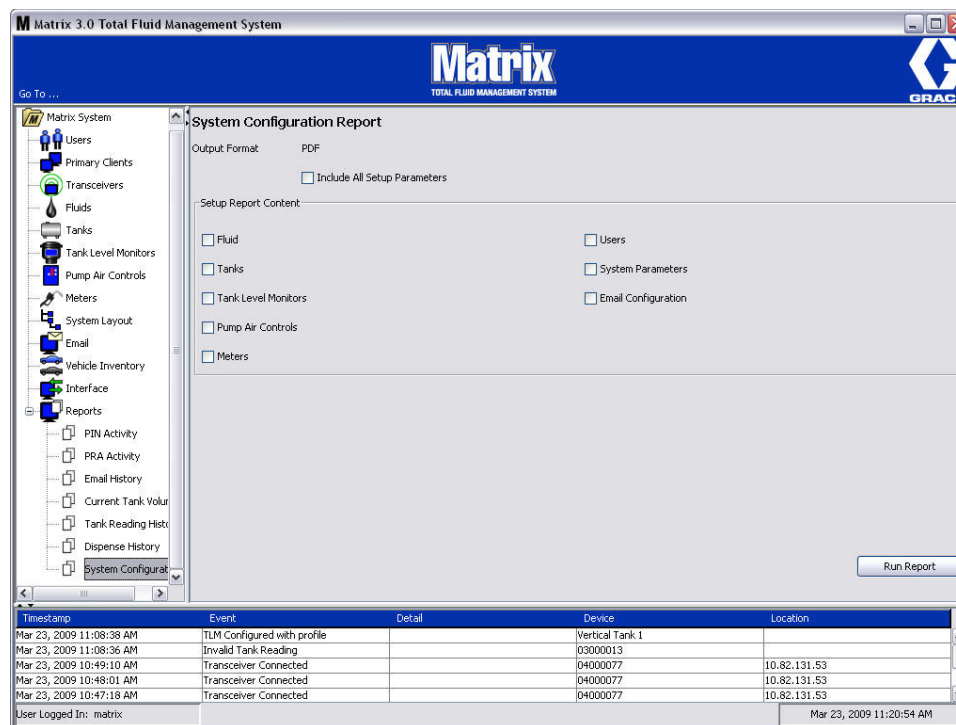 M Matrix 3.0 Total Fluid Management System
Matrix
TOTAL FLUID MANAGEMENT SYSTEM
Go To ...
GRAC
Matrix System
Users
Primary Clients
Transceivers
Fluids
Tanks
Tank Level Monitors
Pump Air Controls
Meters
System Layout
Email
Vehicle Inventory
Interface
Reports
PIN Activity
PRA Activity
Email History
Current Tank Volur
Tank Reading Histo
Dispense History
System Configurat
System Configuration Report
Output Format PDF
Include All Setup Parameters
Setup Report Content
Fluid Users
Tanks System Parameters
Tank Level Monitors Email Configuration
Pump Air Controls
Meters
Run Report
Timestamp Event Detail Device Location
Mar 23, 2009 11:08:38 AM TLM Configured with profile Vertical Tank 1
Mar 23, 2009 11:08:36 AM Invalid Tank Reading 03000013
Mar 23, 2009 10:49:10 AM Transceiver Connected 04000077 10.82.131.53
Mar 23, 2009 10:48:01 AM Transceiver Connected 04000077 10.82.131.53
Mar 23, 2009 10:47:18 AM Transceiver Connected 04000077 10.82.131.53
User Logged In: matrix Mar 23, 2009 11:20:54 AM